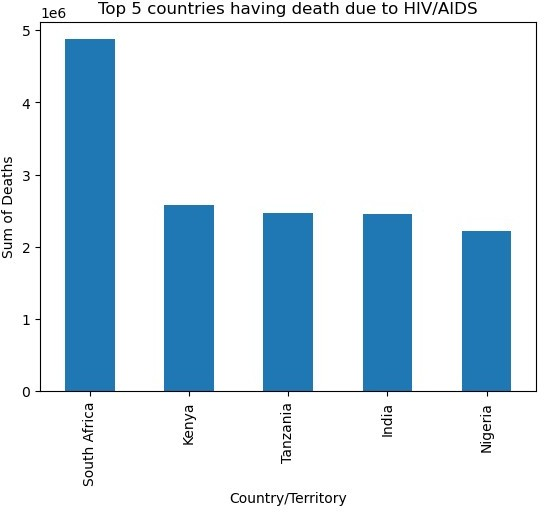 Top 5 countries having death due to HIV/AIDS
1e6
5
4
3
2
1
0
Sum of Deaths
South Africa
Kenya
Tanzania
India
Nigeria
Country/Territory